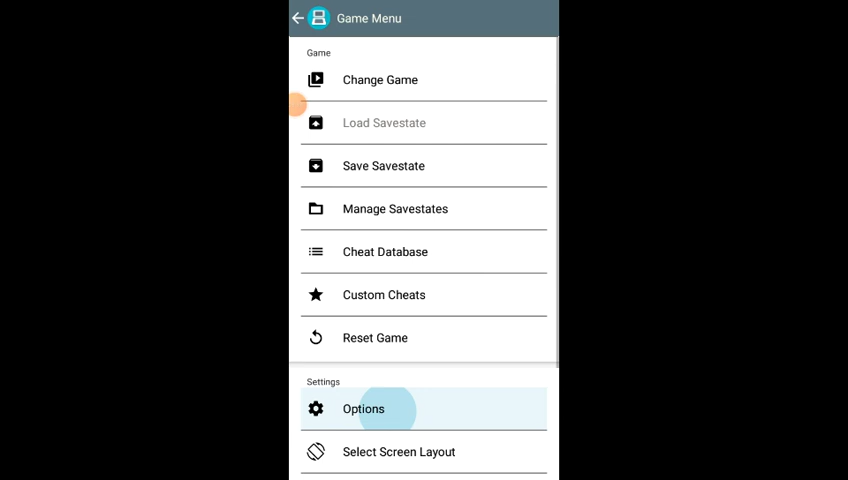 Game Menu
Game
Change Game
Load Savestate
Save Savestate
Manage Savestates
Cheat Database
Custom Cheats
Reset Game
Settings
Options
Select Screen Layout